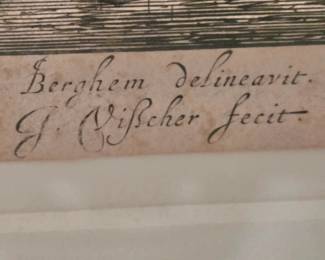 Berghem delineavit.
J. Vißcher fecit.